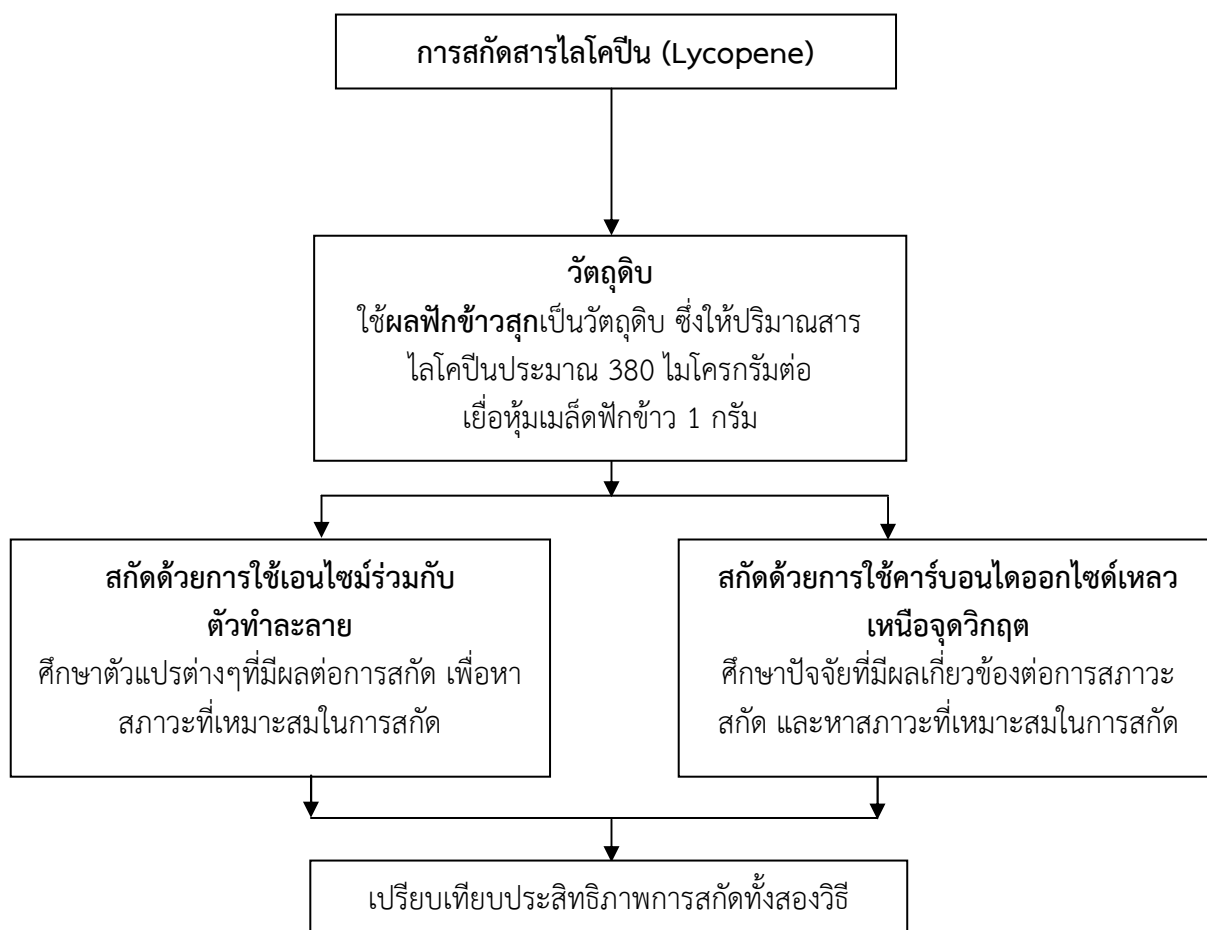 การสกัดสารไลโคปีน (Lycopene)
วัตถุดิบ
ใช้ผลฟักข้าวสุกเป็นวัตถุดิบ ซึ่งให้ปริมาณสาร
ไลโคปีนประมาณ 380 ไมโครกรัมต่อ
เยื่อหุ้มเมล็ดฟักข้าว 1 กรัม
สกัดด้วยการใช้เอนไซม์ร่วมกับ
ตัวทำละลาย
ศึกษาตัวแปรต่างๆที่มีผลต่อการสกัด เพื่อหา
สภาวะที่เหมาะสมในการสกัด
สกัดด้วยการใช้คาร์บอนไดออกไซด์เหลว
เหนือจุดวิกฤต
ศึกษาปัจจัยที่มีผลเกี่ยวข้องต่อการสภาวะ
สกัด และหาสภาวะที่เหมาะสมในการสกัด
เปรียบเทียบประสิทธิภาพการสกัดทั้งสองวิธี